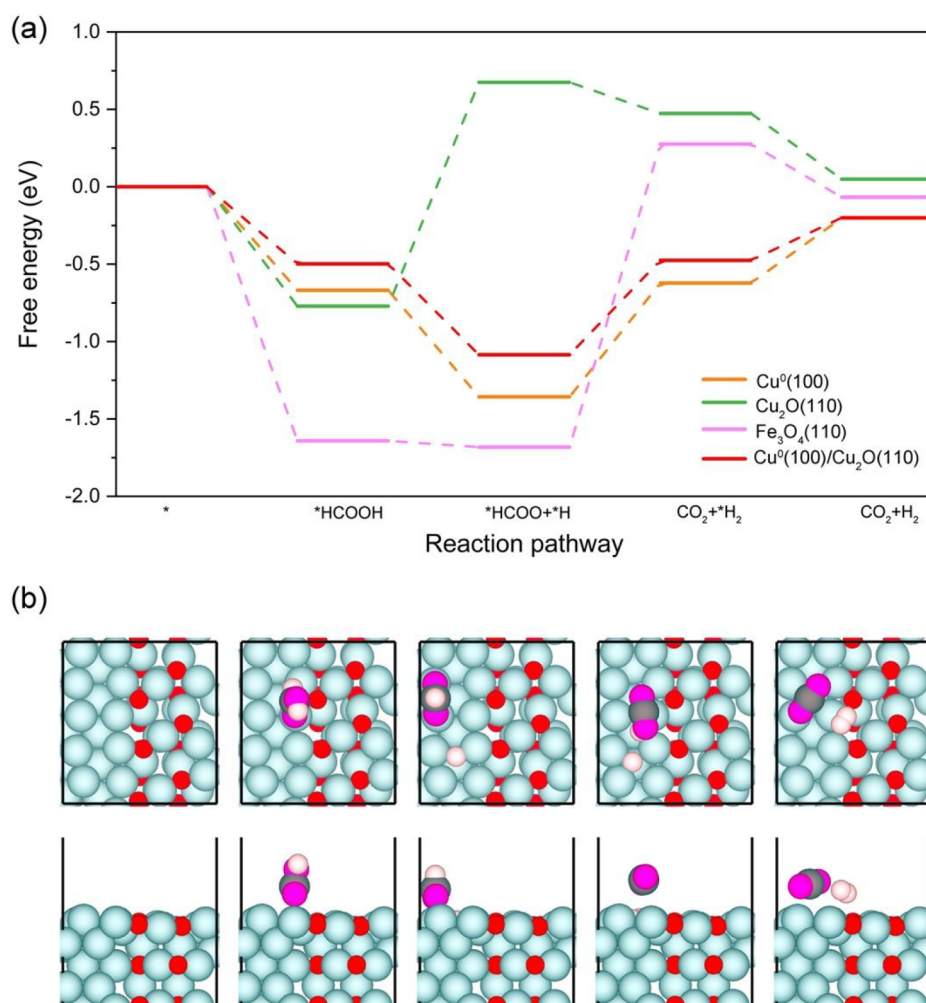 (a)
1.0
0.5
0.0
-0.5
-1.0
-1.5
-2.0
Free energy (eV)
Cu⁰(100)
Cu₂O(110)
Fe₃O₄(110)
Cu⁰(100)/Cu₂O(110)
* *HCOOH *HCOO+*H CO₂+*H₂ CO₂+H₂
Reaction pathway
(b)